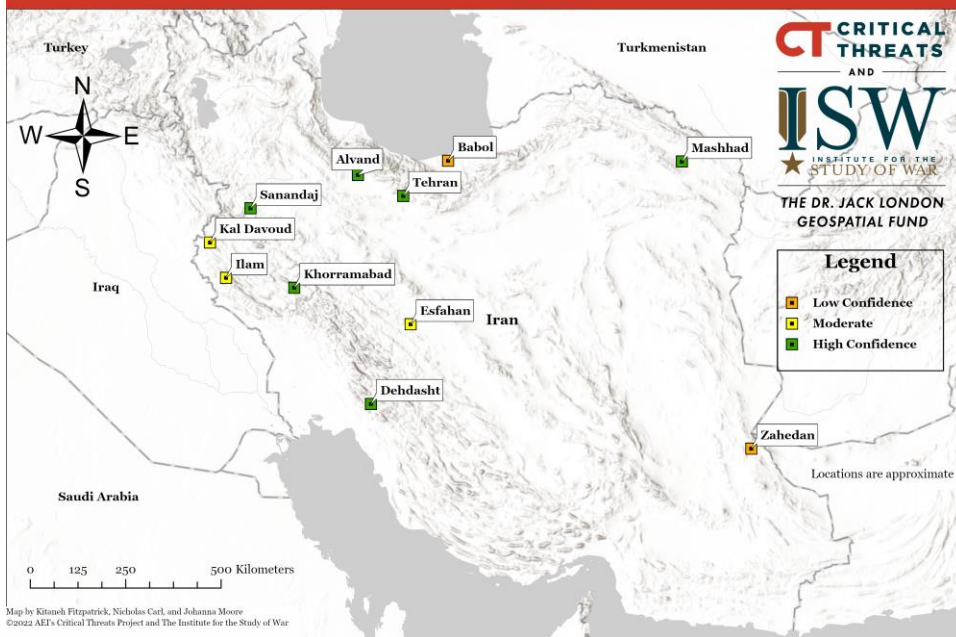 Turkey
Turkmenistan
CT CRITICAL
THREATS
AND
ISW
INSTITUTE FOR THE
STUDY OF WAR
THE DR. JACK LONDON
GEOSPATIAL FUND
N
W E
S
Babol
Mashhad
Alvand
Tehran
Sanandaj
Kal Davoud
Ilam
Khorramabad
Iraq
Esfahan
Iran
Legend
Low Confidence
Moderate
High Confidence
Dehdasht
Zahedan
Locations are approximate
Saudi Arabia
0 125 250 500 Kilometers
Map by Kitaneh Fitzpatrick, Nicholas Carl, and Johanna Moore
©2022 AEI's Critical Threats Project and The Institute for the Study of War